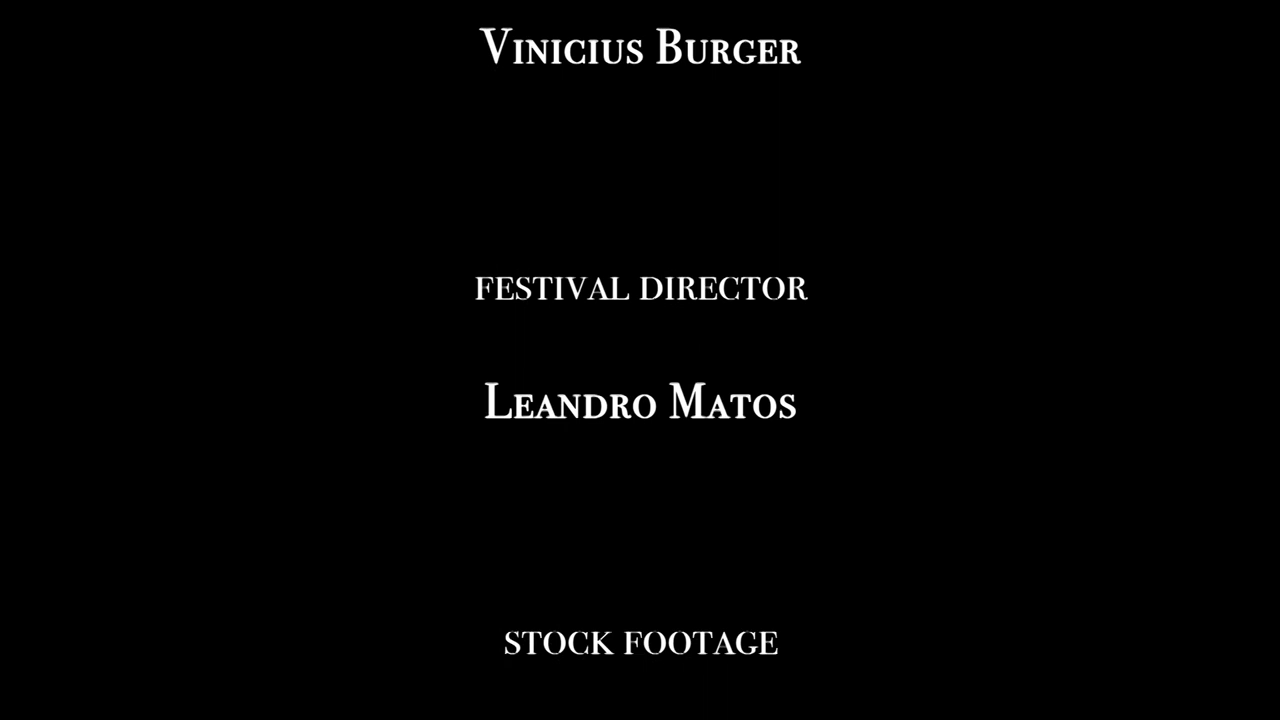 Vinicius Burger
FESTIVAL DIRECTOR
Leandro Matos
STOCK FOOTAGE